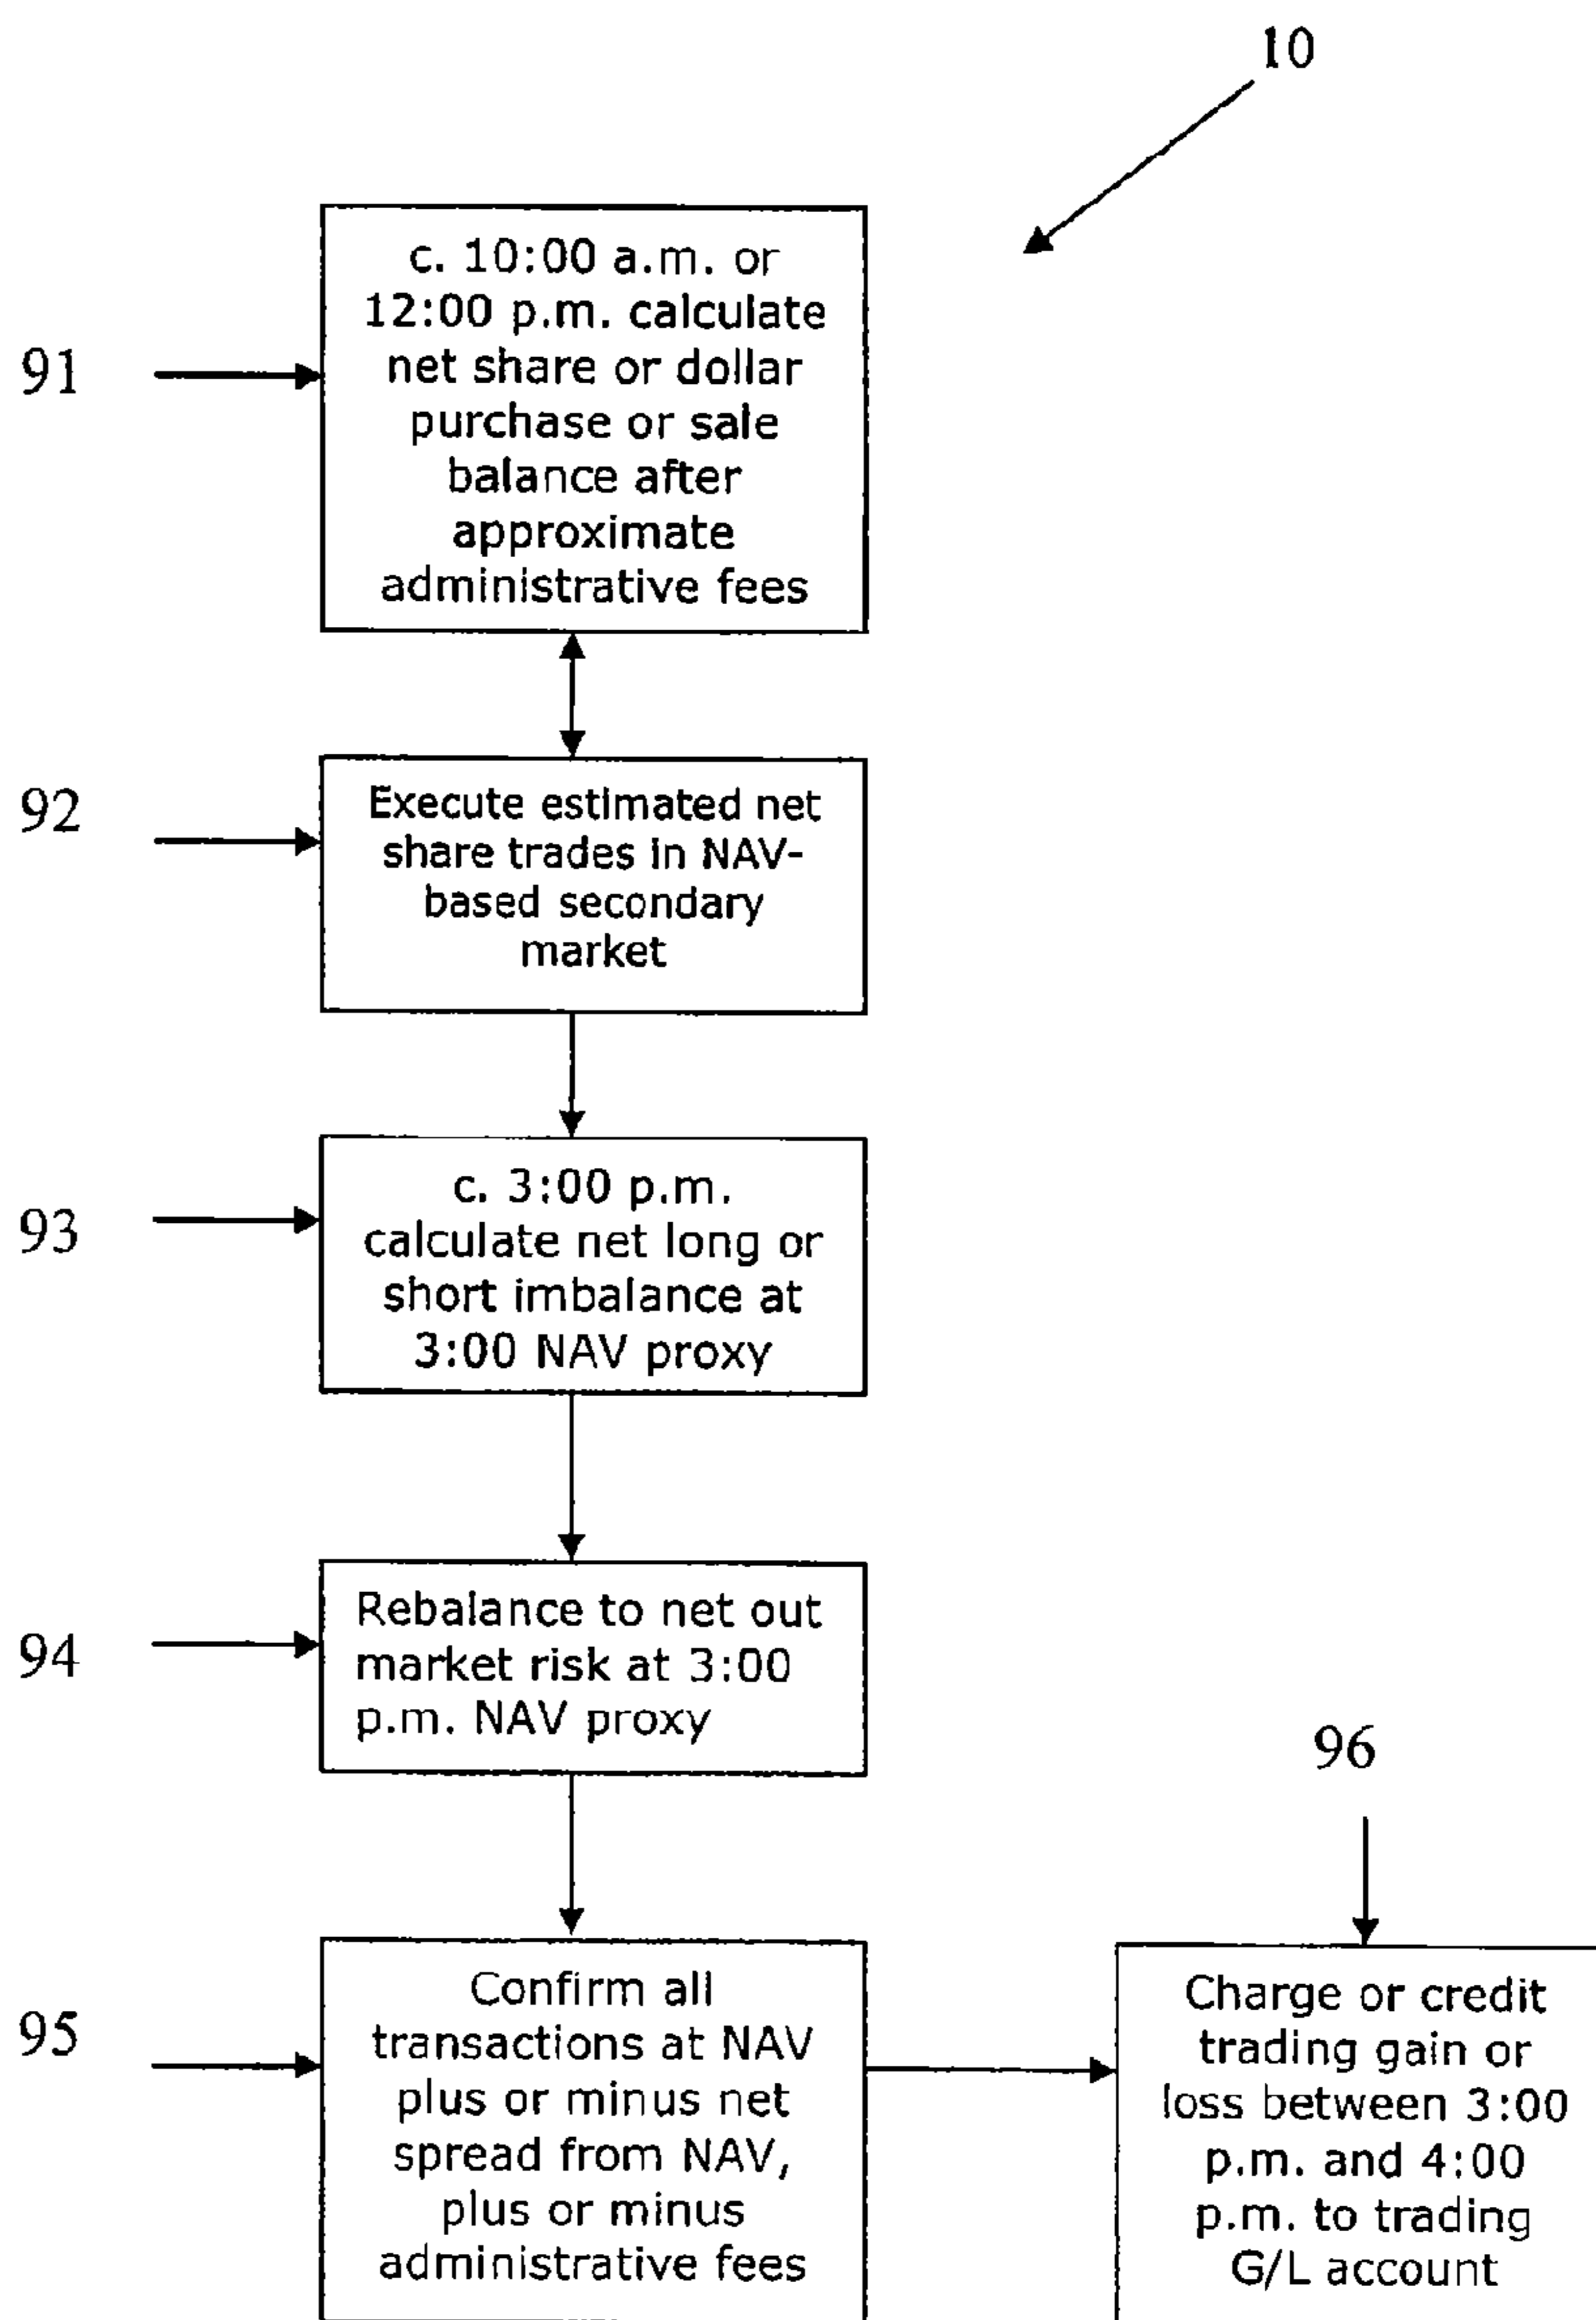 10
91
c. 10:00 a.m. or
12:00 p.m. calculate
net share or dollar
purchase or sale
balance after
approximate
administrative fees
92
Execute estimated net
share trades in NAV-
based secondary
market
93
c. 3:00 p.m.
calculate net long or
short imbalance at
3:00 NAV proxy
94
Rebalance to net out
market risk at 3:00
p.m. NAV proxy
95
Confirm all
transactions at NAV
plus or minus net
spread from NAV,
plus or minus
administrative fees
96
Charge or credit
trading gain or
loss between 3:00
p.m. and 4:00
p.m. to trading
G/L account